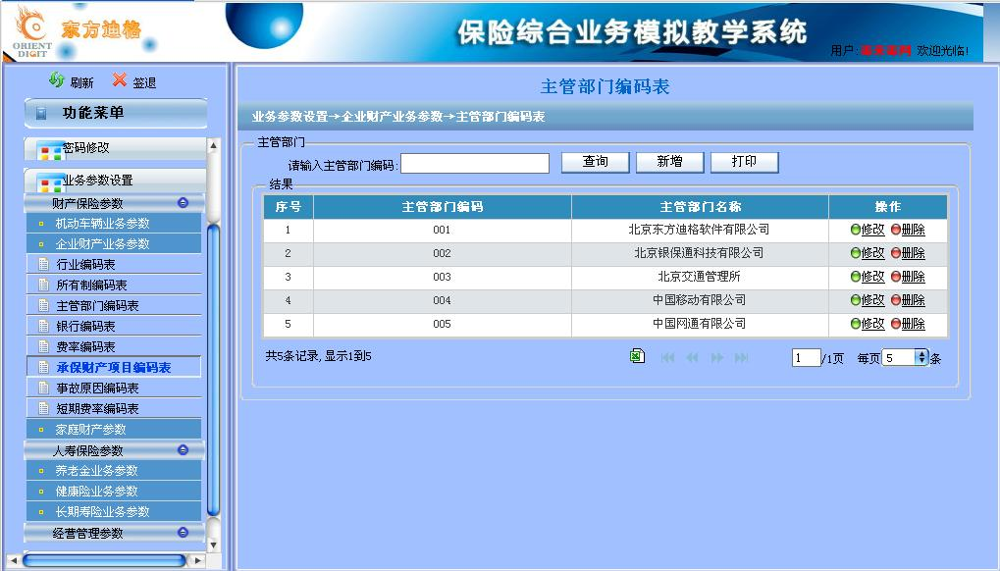 东方迪格
ORIENT
DIGIT
保险综合业务模拟教学系统
用户: 欢迎光临!
刷新 签退
功能菜单
密码修改
业务参数设置
财产保险参数
机动车辆业务参数
企业财产业务参数
行业编码表
所有制编码表
主管部门编码表
银行编码表
费率编码表
承保财产项目编码表
事故原因编码表
短期费率编码表
家庭财产参数
人寿保险参数
养老金业务参数
健康险业务参数
长期寿险业务参数
经营管理参数
主管部门编码表
业务参数设置→企业财产业务参数→主管部门编码表
主管部门
请输入主管部门编码: 查询 新增 打印
结果
序号 主管部门编码 主管部门名称 操作
1 001 北京东方迪格软件有限公司 修改 删除
2 002 北京银保通科技有限公司 修改 删除
3 003 北京交通管理所 修改 删除
4 004 中国移动有限公司 修改 删除
5 005 中国网通有限公司 修改 删除
共5条记录, 显示1到5 1 /1页 每页 5 条